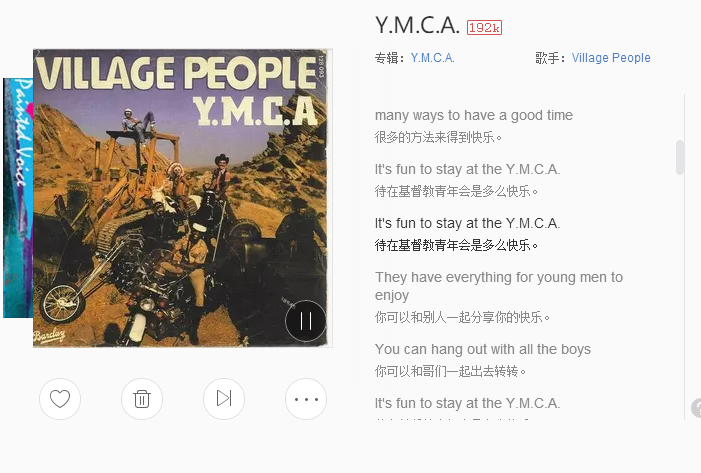 Painted Voice
VILLAGE PEOPLE
Y.M.C.A
Barclay
Y.M.C.A. 192k
专辑：Y.M.C.A. 歌手：Village People
many ways to have a good time
很多的方法来得到快乐。
It's fun to stay at the Y.M.C.A.
待在基督教青年会是多么快乐。
It's fun to stay at the Y.M.C.A.
待在基督教青年会是多么快乐。
They have everything for young men to
enjoy
你可以和别人一起分享你的快乐。
You can hang out with all the boys
你可以和哥们一起出去转转。
It's fun to stay at the Y.M.C.A.